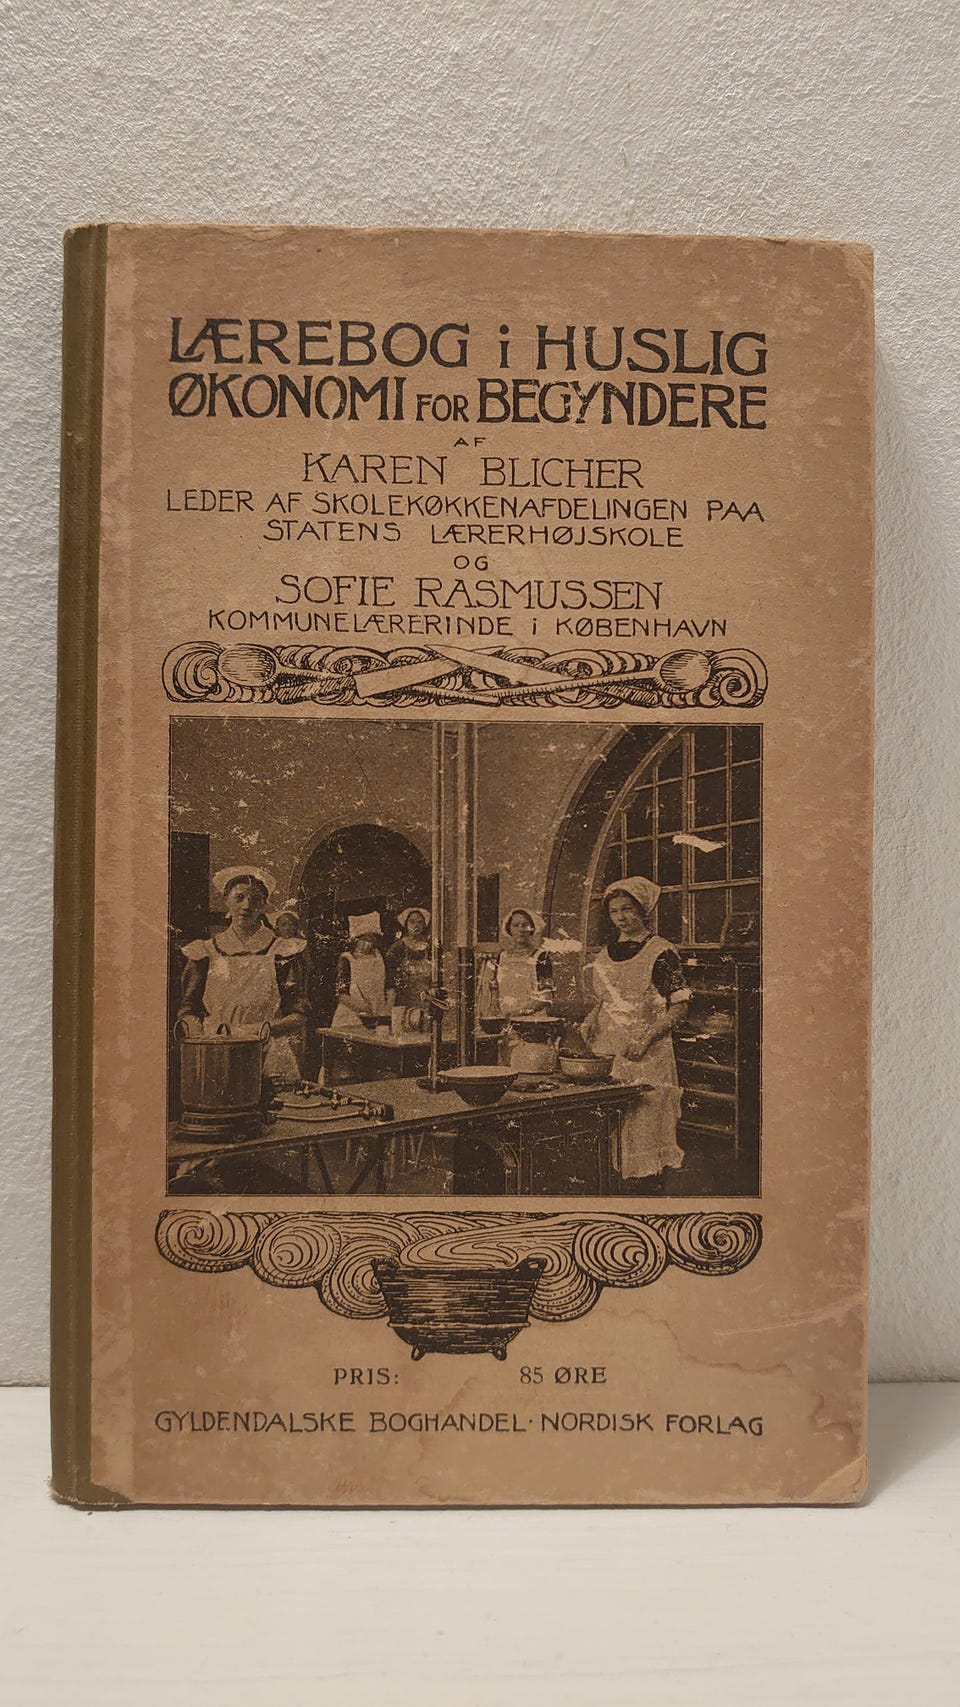 LÆREBOG i HUSLIG
ØKONOMI FOR BEGYNDERE
AF
KAREN BLICHER
LEDER AF SKOLEKØKKENAFDELINGEN PAA
STATENS LÆRERHØJSKOLE
OG
SOFIE RASMUSSEN
KOMMUNELÆRERINDE i KØBENHAVN
PRIS: 85 ØRE
GYLDENDALSKE BOGHANDEL · NORDISK FORLAG